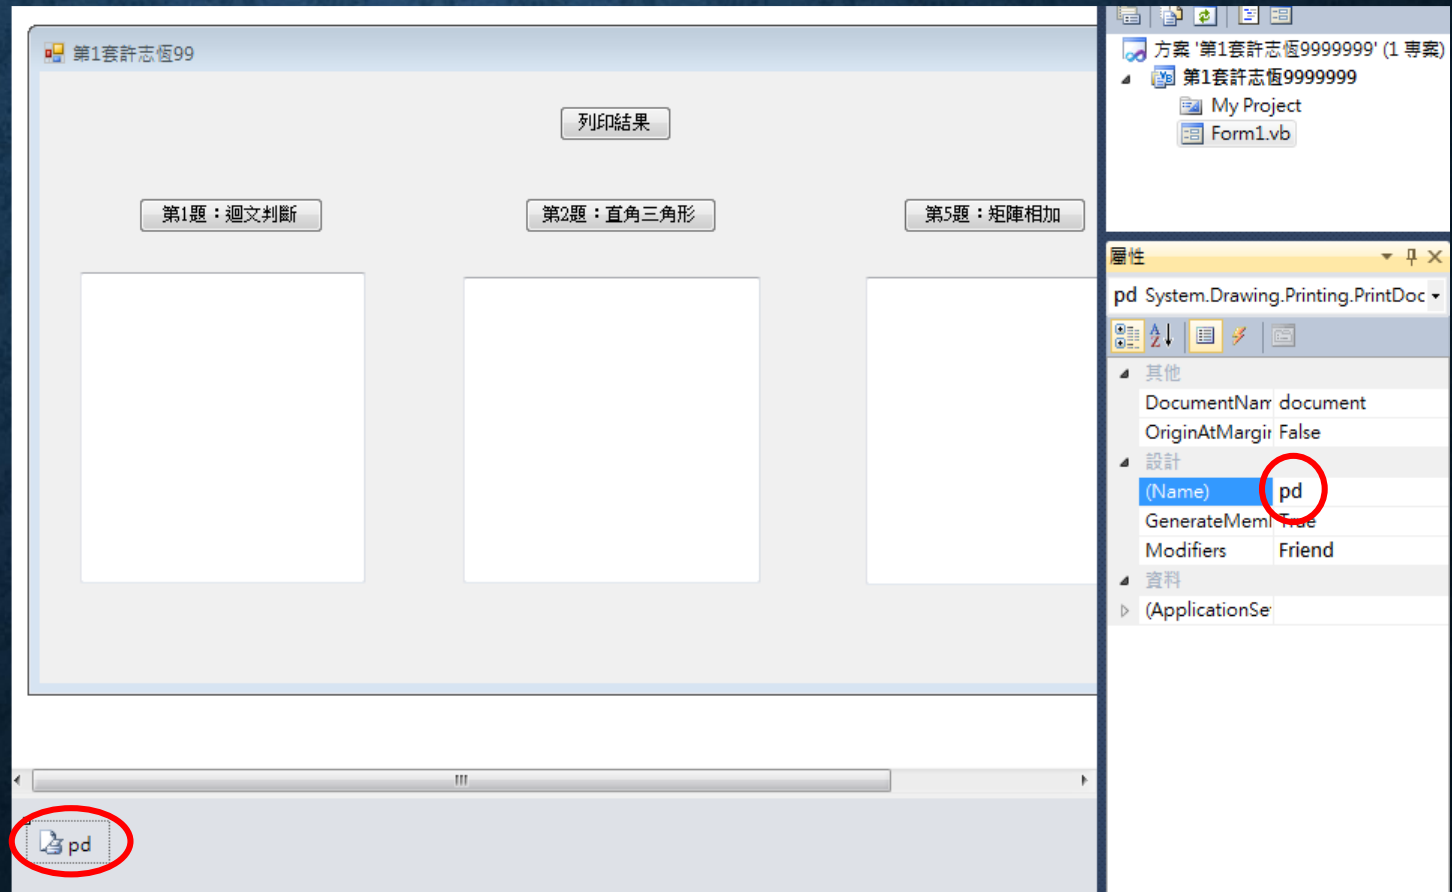 第1套許志恆99
列印結果
第1題：迴文判斷
第2題：直角三角形
第5題：矩陣相加
pd
方案 '第1套許志恆9999999' (1 專案)
第1套許志恆9999999
My Project
Form1.vb
屬性
pd System.Drawing.Printing.PrintDoc
其他
DocumentNam document
OriginAtMargin False
設計
(Name) pd
GenerateMem True
Modifiers Friend
資料
(ApplicationSe